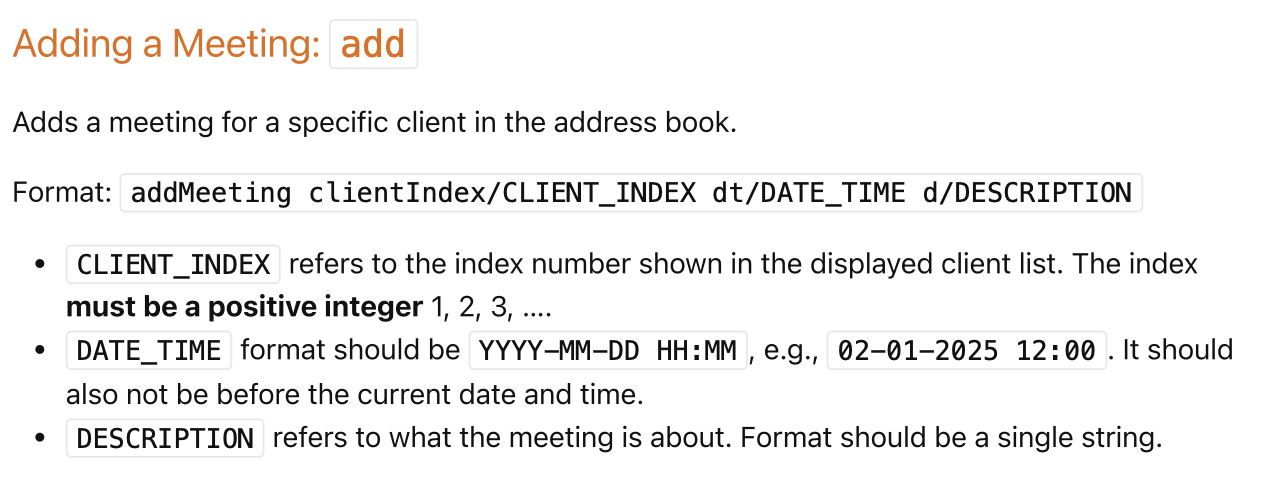 Adding a Meeting: add
Adds a meeting for a specific client in the address book.
Format: addMeeting clientIndex/CLIENT_INDEX dt/DATE_TIME d/DESCRIPTION
• CLIENT_INDEX refers to the index number shown in the displayed client list. The index
must be a positive integer 1, 2, 3, ....
• DATE_TIME format should be YYYY-MM-DD HH:MM, e.g., 02-01-2025 12:00. It should
also not be before the current date and time.
• DESCRIPTION refers to what the meeting is about. Format should be a single string.